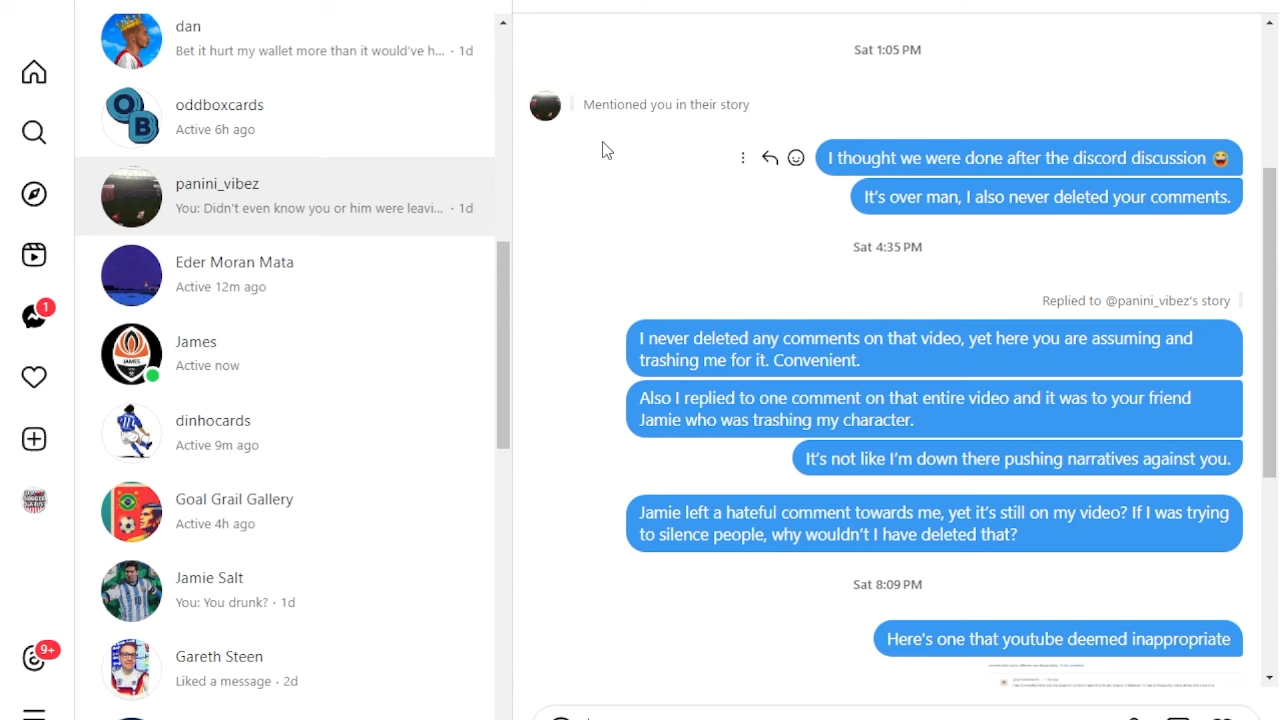 dan
Bet it hurt my wallet more than it would've h... · 1d
oddboxcards
Active 6h ago
panini_vibez
You: Didn't even know you or him were leavi... · 1d
Eder Moran Mata
Active 12m ago
James
Active now
dinhocards
Active 9m ago
Goal Grail Gallery
Active 4h ago
Jamie Salt
You: You drunk? · 1d
Gareth Steen
Liked a message · 2d
1
9+
O
B
JAMES
Sat 1:05 PM
Mentioned you in their story
I thought we were done after the discord discussion 😂
It's over man, I also never deleted your comments.
Sat 4:35 PM
Replied to @panini_vibez's story
I never deleted any comments on that video, yet here you are assuming and
trashing me for it. Convenient.
Also I replied to one comment on that entire video and it was to your friend
Jamie who was trashing my character.
It's not like I'm down there pushing narratives against you.
Jamie left a hateful comment towards me, yet it's still on my video? If I was trying
to silence people, why wouldn't I have deleted that?
Sat 8:09 PM
Here's one that youtube deemed inappropriate